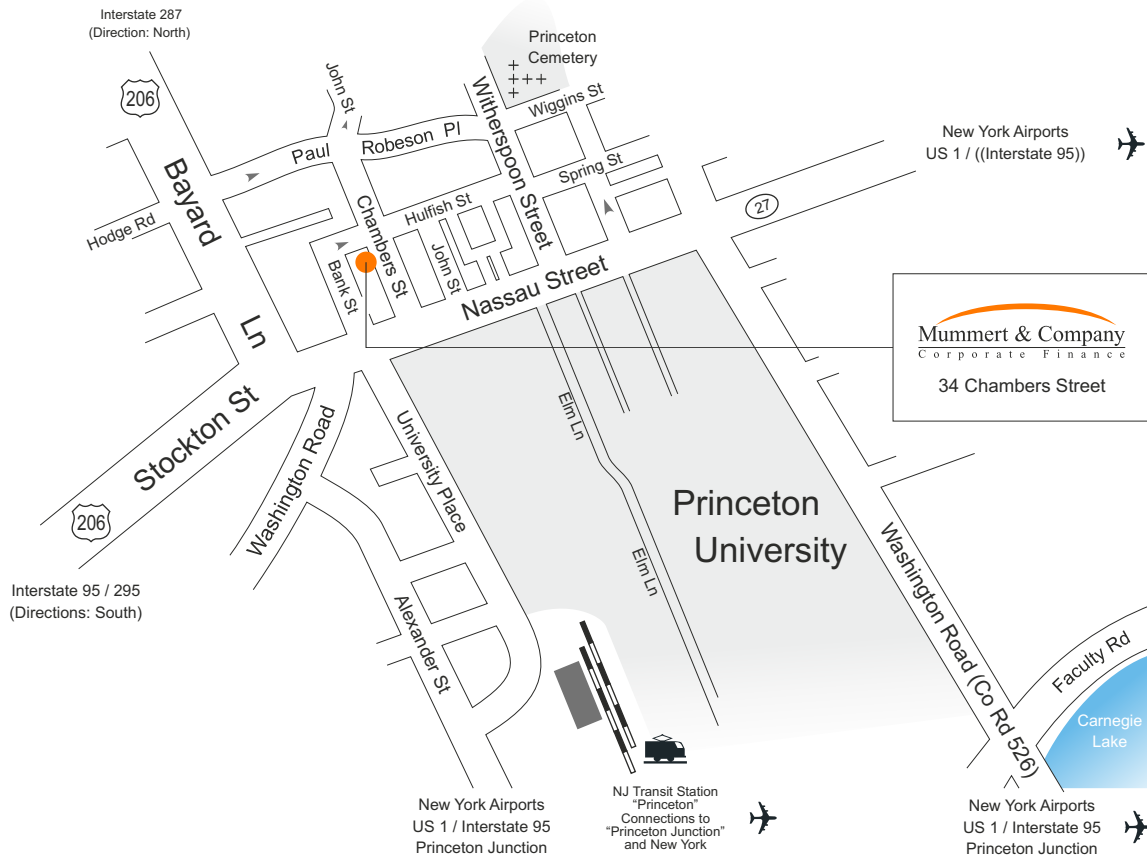 Interstate 287
(Direction: North)
206
Princeton
Cemetery
John St
Witherspoon Street
Wiggins St
Paul Robeson Pl
New York Airports
US 1 / ((Interstate 95))
Bayard
Ln
Spring St
Hodge Rd
Chambers St
Hulfish St
27
John St
Bank St
Nassau Street
Mummert & Company
Corporate Finance
34 Chambers Street
Stockton St
206
Washington Road
University Place
Elm Ln
Princeton
University
Elm Ln
Washington Road (Co Rd 526)
Interstate 95 / 295
(Directions: South)
Alexander St
Faculty Rd
Carnegie
Lake
New York Airports
US 1 / Interstate 95
Princeton Junction
NJ Transit Station
"Princeton"
Connections to
"Princeton Junction"
and New York
New York Airports
US 1 / Interstate 95
Princeton Junction